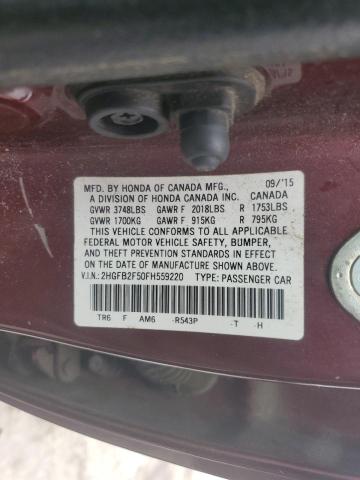 MFD. BY HONDA OF CANADA MFG., 09/'15
A DIVISION OF HONDA CANADA INC. CANADA
GVWR 3748LBS GAWR F 2018LBS R 1753LBS
GVWR 1700KG GAWR F 915KG R 795KG
THIS VEHICLE CONFORMS TO ALL APPLICABLE
FEDERAL MOTOR VEHICLE SAFETY, BUMPER,
AND THEFT PREVENTION STANDARDS IN EFFECT ON
THE DATE OF MANUFACTURE SHOWN ABOVE.
V.I.N.: 2HGFB2F50FH559220 TYPE: PASSENGER CAR
TR6 F AM6 -R543P -T -H